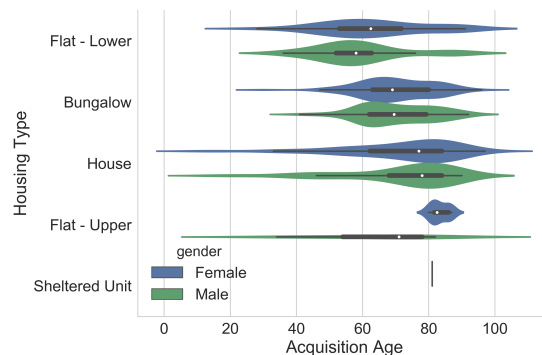 Flat - Lower
Bungalow
House
Flat - Upper
Sheltered Unit
Housing Type
gender
Female
Male
0 20 40 60 80 100
Acquisition Age